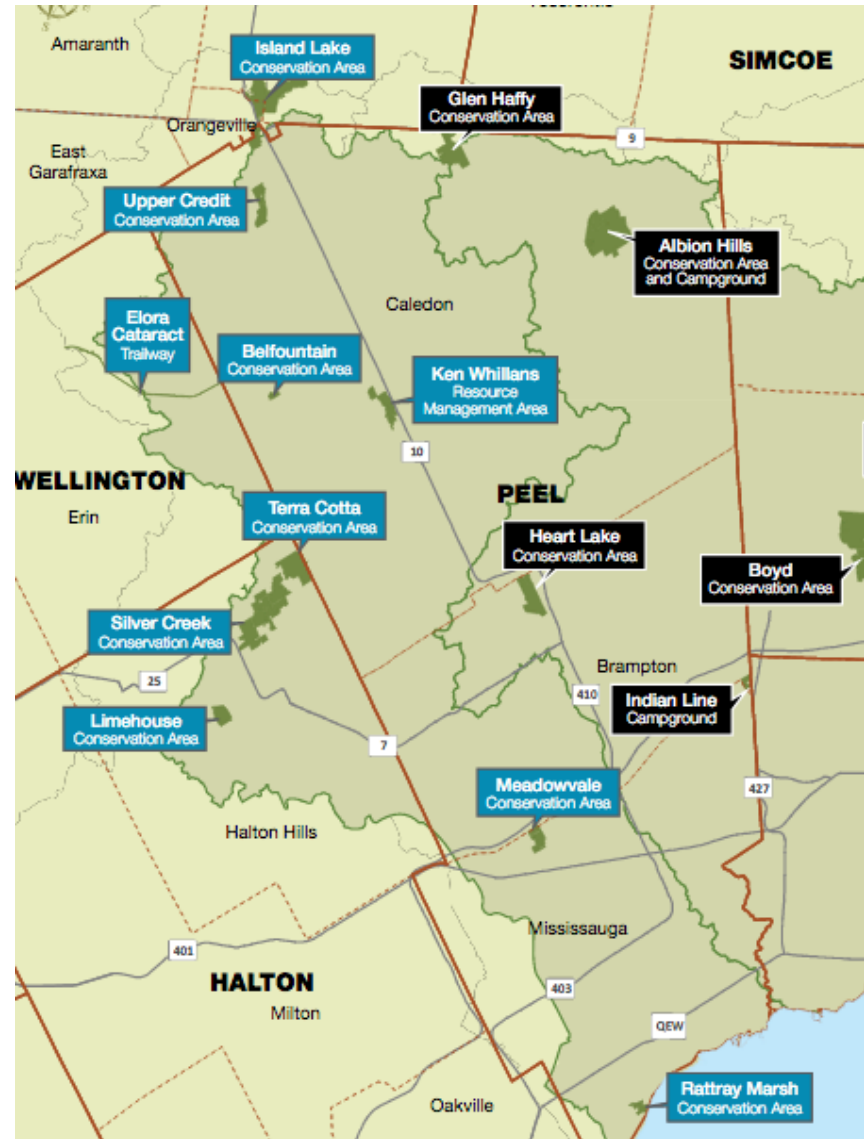 Amaranth
Island Lake
Conservation Area
SIMCOE
Glen Haffy
Conservation Area
Orangeville
9
East
Garafraxa
Upper Credit
Conservation Area
Albion Hills
Conservation Area
and Campground
Caledon
Elora
Cataract
Trailway
Belfountain
Conservation Area
Ken Whillans
Resource
Management Area
10
WELLINGTON
Erin
PEEL
Terra Cotta
Conservation Area
Heart Lake
Conservation Area
Boyd
Conservation Area
Silver Creek
Conservation Area
25
Brampton
410
Indian Line
Campground
Limehouse
Conservation Area
7
Meadowvale
Conservation Area
427
Halton Hills
Mississauga
401
HALTON
Milton
403
QEW
Oakville
Rattray Marsh
Conservation Area